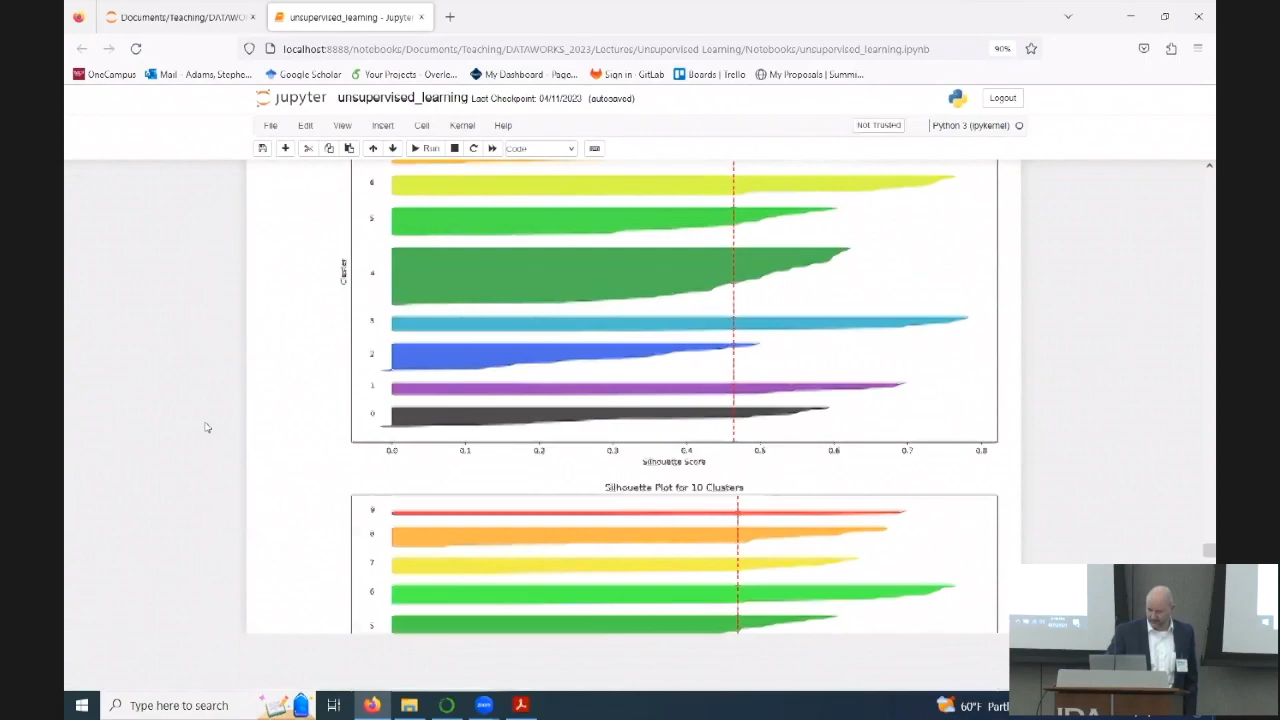 Documents/Teaching/DATAWO
unsupervised_learning - Jupyter
localhost:8888/notebooks/Documents/Teaching/DATAWORKS_2023/Lectures/Unsupervised Learning/Notebooks/unsupervised_learning.ipynb
90%
OneCampus
Mail - Adams, Stephe...
Google Scholar
Your Projects - Overle...
My Dashboard - Page...
Sign in · GitLab
Boards | Trello
My Proposals | Summi...
jupyter unsupervised_learning Last Checkpoint: 04/11/2023 (autosaved)
Logout
File Edit View Insert Cell Kernel Help
Not Trusted
Python 3 (ipykernel)
Run
Code
6
5
4
3
2
1
0
Cluster
0.0 0.1 0.2 0.3 0.4 0.5 0.6 0.7 0.8
Silhouette Score
Silhouette Plot for 10 Clusters
9
8
7
6
5
Type here to search
60°F
IDA